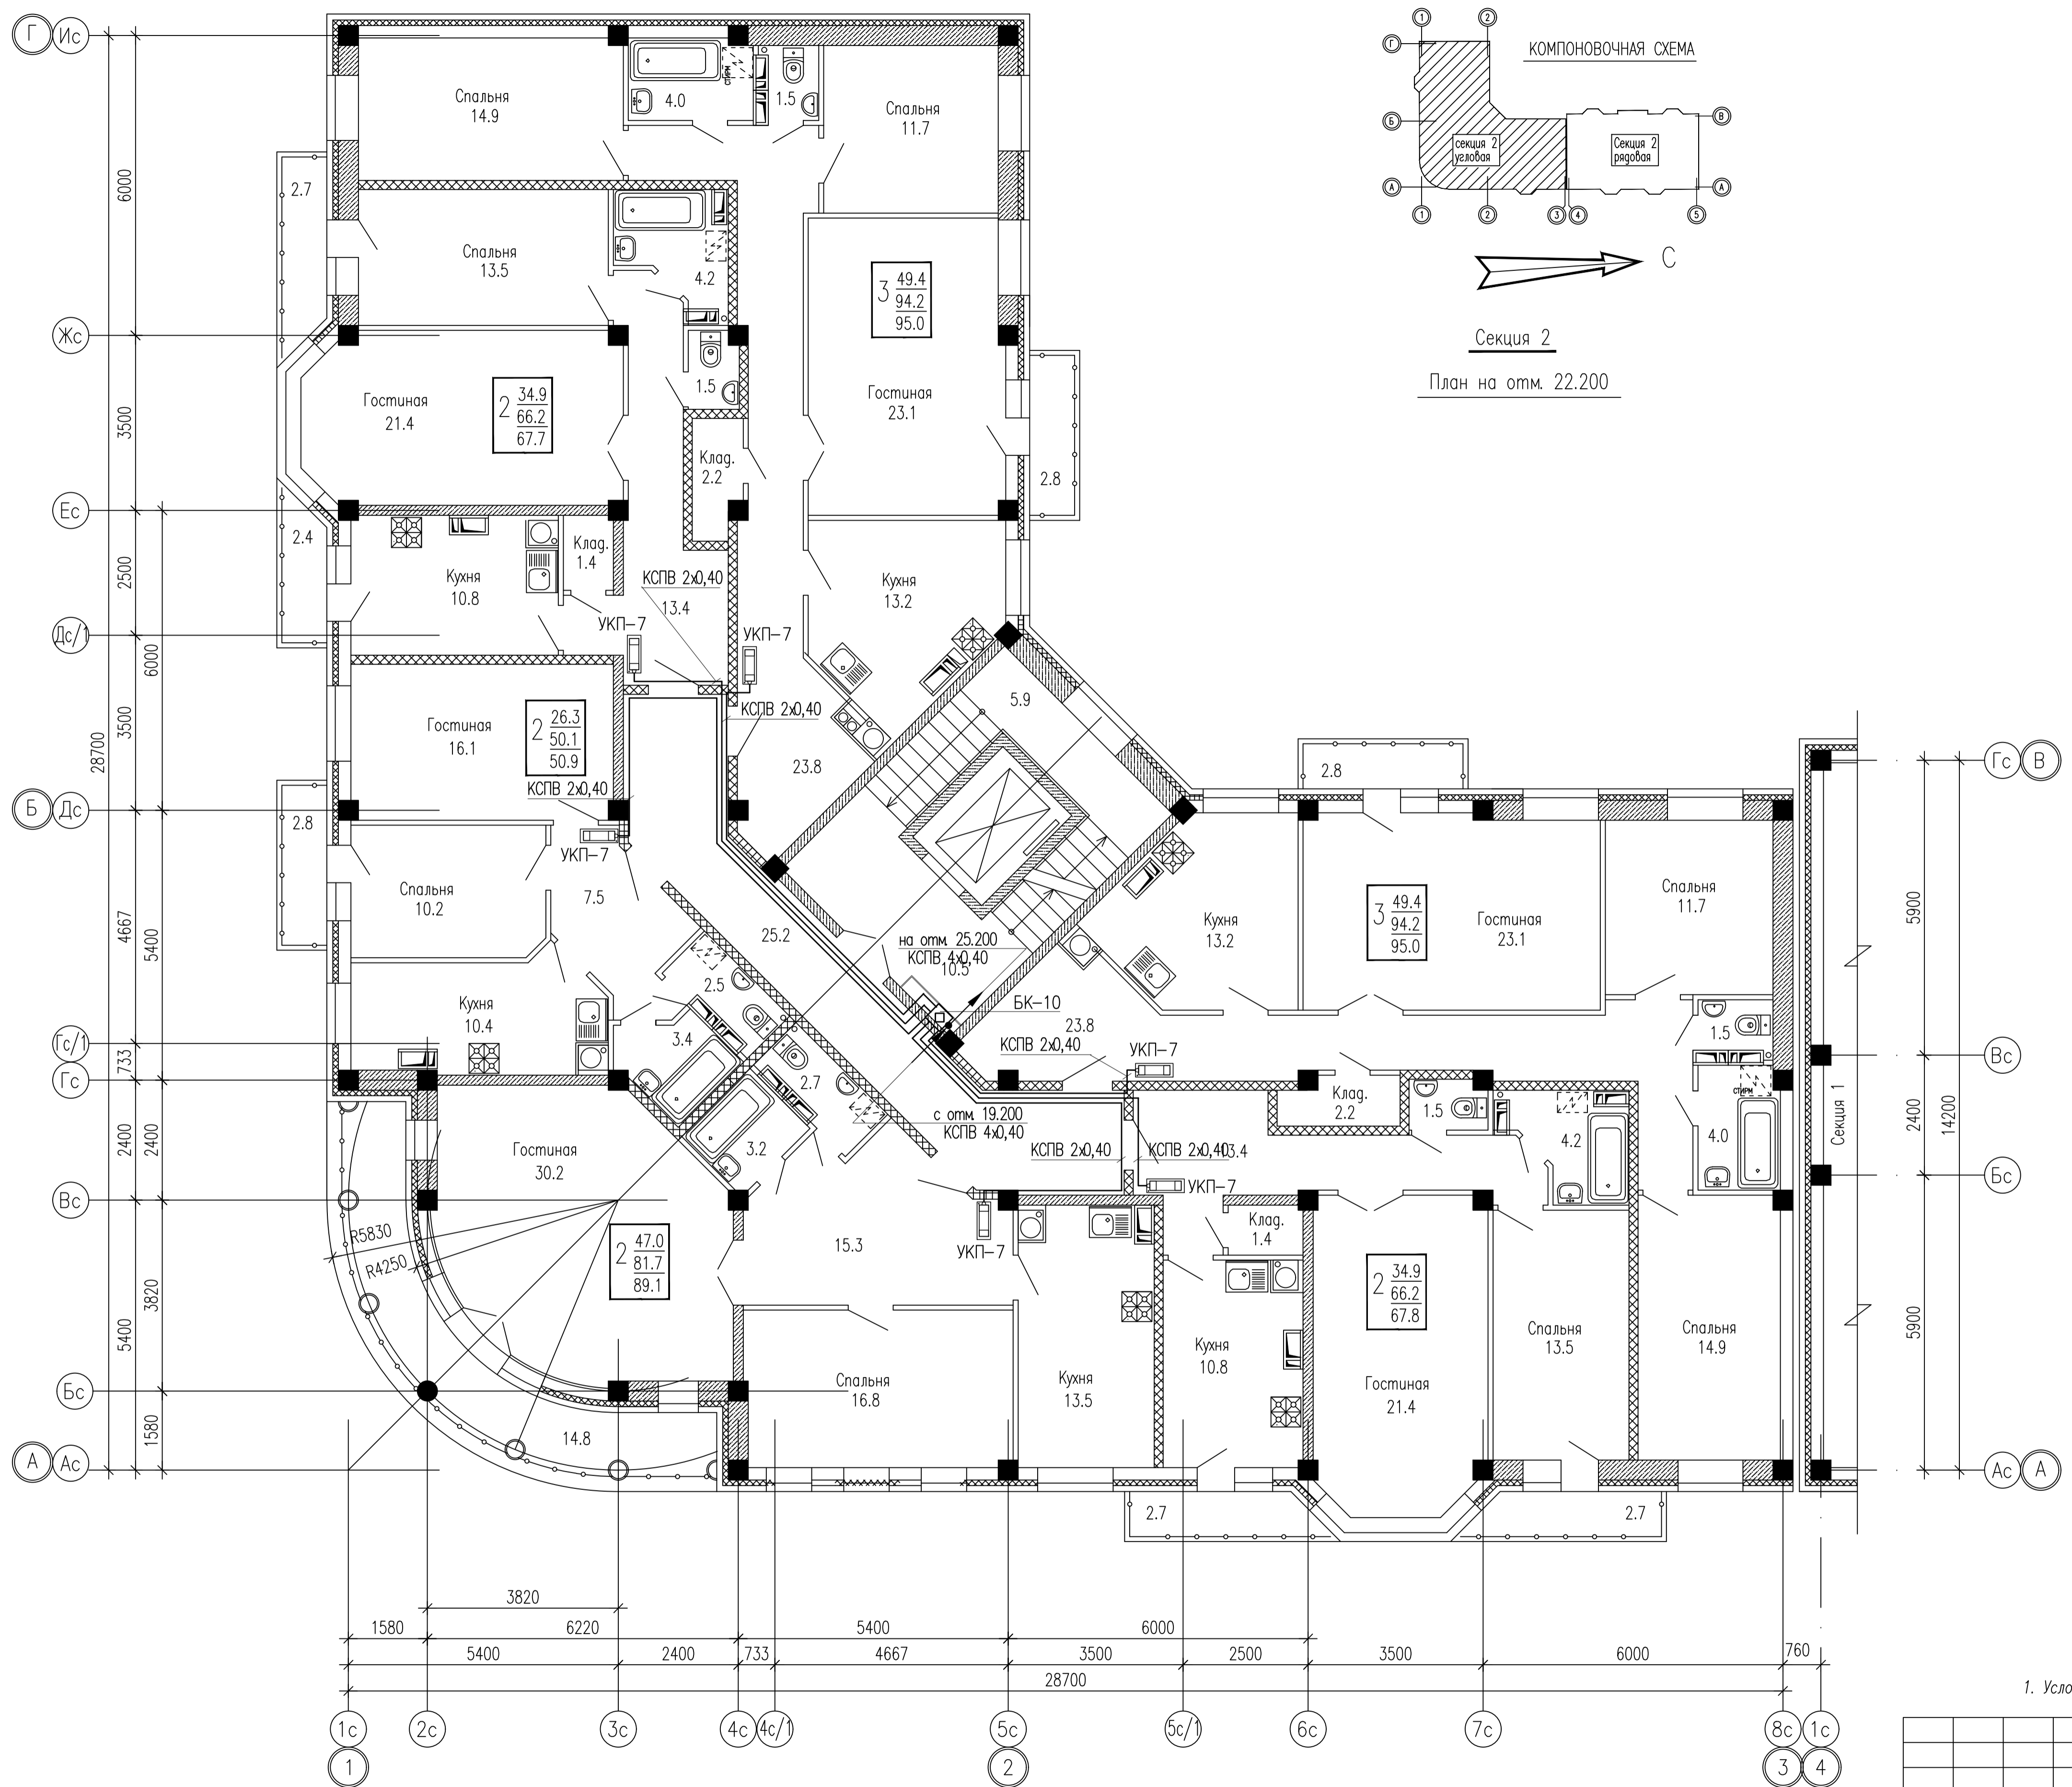 КОМПОНОВОЧНАЯ СХЕМА
1
2
Г
Б
А
В
А
1
2
3
4
5
секция 2
угловая
Секция 2
рядовая
С
Секция 2
План на отм. 22.200
Г
Ис
Жс
Ес
Дс/1
Б
Дс
Гс/1
Гс
Вс
Бс
А
Ас
28700
6000
3500
2500
3500
4667
733
2400
5400
6000
5400
2400
3820
1580
Спальня
14.9
4.0
СТИРМ
1.5
Спальня
11.7
2.7
Спальня
13.5
4.2
3
49.4
94.2
95.0
Гостиная
21.4
2
34.9
66.2
67.7
1.5
Гостиная
23.1
Клад.
2.2
2.8
2.4
Кухня
10.8
Клад.
1.4
КСПВ 2х0,40
13.4
УКП-7
УКП-7
Кухня
13.2
КСПВ 2х0,40
5.9
Гостиная
16.1
2
26.3
50.1
50.9
КСПВ 2х0,40
23.8
2.8
УКП-7
Спальня
10.2
7.5
25.2
на отм. 25.200
КСПВ 4х0,40
10.5
БК-10
2.5
Кухня
10.4
3.4
2.7
23.8
КСПВ 2х0,40
УКП-7
2.8
Кухня
13.2
3
49.4
94.2
95.0
Гостиная
23.1
Спальня
11.7
1.5
СТИРМ
4.0
Клад.
2.2
1.5
4.2
с отм. 19.200
КСПВ 4х0,40
КСПВ 2х0,40
КСПВ 2х0,40
13.4
УКП-7
УКП-7
3.2
Гостиная
30.2
R5830
R4250
2
47.0
81.7
89.1
15.3
Клад.
1.4
Спальня
16.8
Кухня
13.5
Кухня
10.8
2
34.9
66.2
67.8
Гостиная
21.4
Спальня
13.5
Спальня
14.9
14.8
2.7
2.7
Секция 1
Гс
В
Вс
Бс
Ас
А
5900
2400
5900
14200
3820
1580
6220
5400
6000
5400
2400
733
4667
3500
2500
3500
6000
760
28700
1с
2с
3с
4с
4с/1
5с
5с/1
6с
7с
8с
1с
1
2
3
4
1. Усло